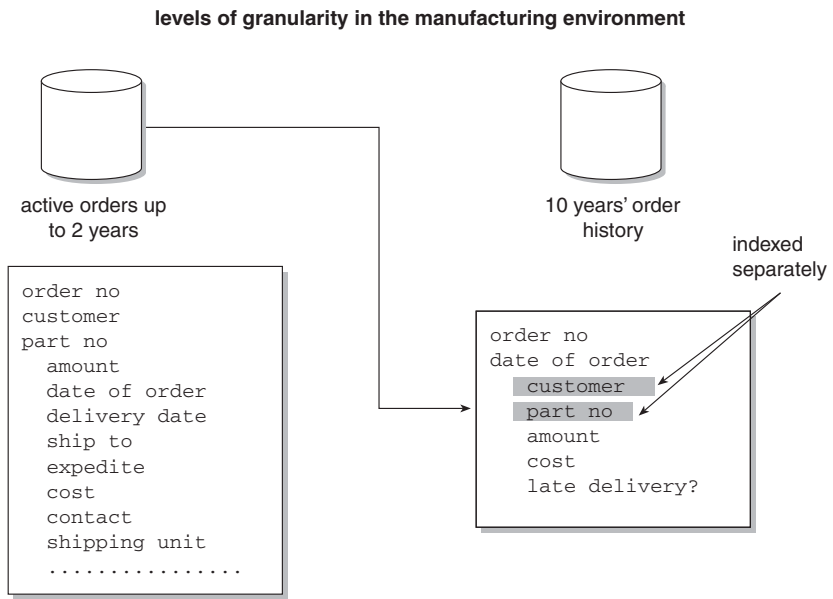 levels of granularity in the manufacturing environment
active orders up
to 2 years
order no
customer
part no
amount
date of order
delivery date
ship to
expedite
cost
contact
shipping unit
................
10 years' order
history
indexed
separately
order no
date of order
customer
part no
amount
cost
late delivery?